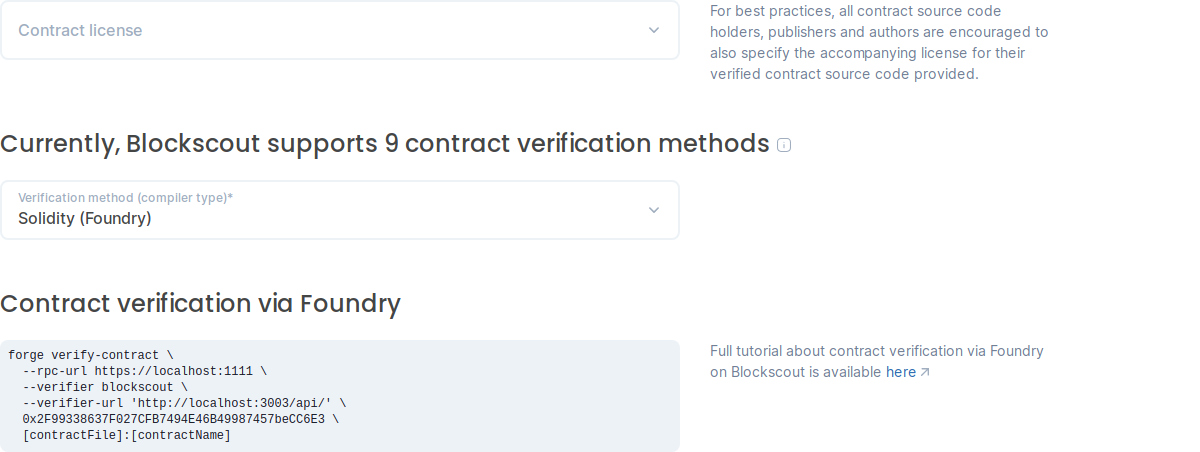 Contract license
For best practices, all contract source code
holders, publishers and authors are encouraged to
also specify the accompanying license for their
verified contract source code provided.
Currently, Blockscout supports 9 contract verification methods
Verification method (compiler type)*
Solidity (Foundry)
Contract verification via Foundry
forge verify-contract \
  --rpc-url https://localhost:1111 \
  --verifier blockscout \
  --verifier-url 'http://localhost:3003/api/' \
  0x2F99338637F027CFB7494E46B49987457beCC6E3 \
  [contractFile]:[contractName]
Full tutorial about contract verification via Foundry
on Blockscout is available here